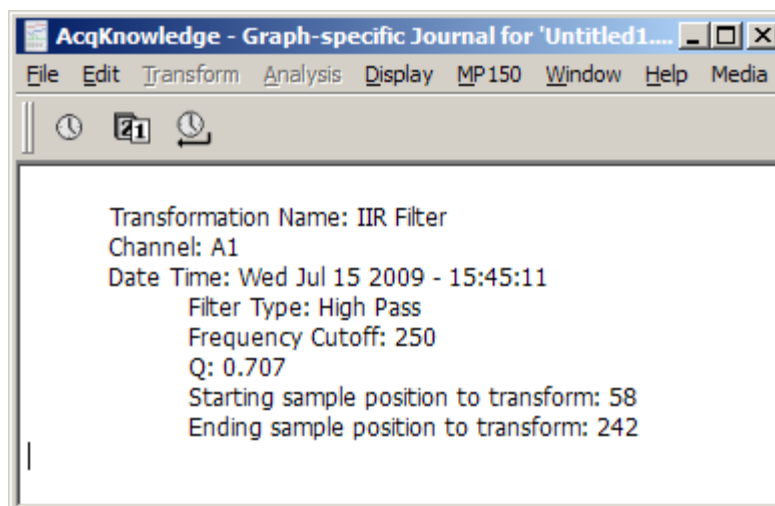 AcqKnowledge - Graph-specific Journal for 'Untitled1....
File Edit Transform Analysis Display MP150 Window Help Media
21
Transformation Name: IIR Filter
Channel: A1
Date Time: Wed Jul 15 2009 - 15:45:11
Filter Type: High Pass
Frequency Cutoff: 250
Q: 0.707
Starting sample position to transform: 58
Ending sample position to transform: 242